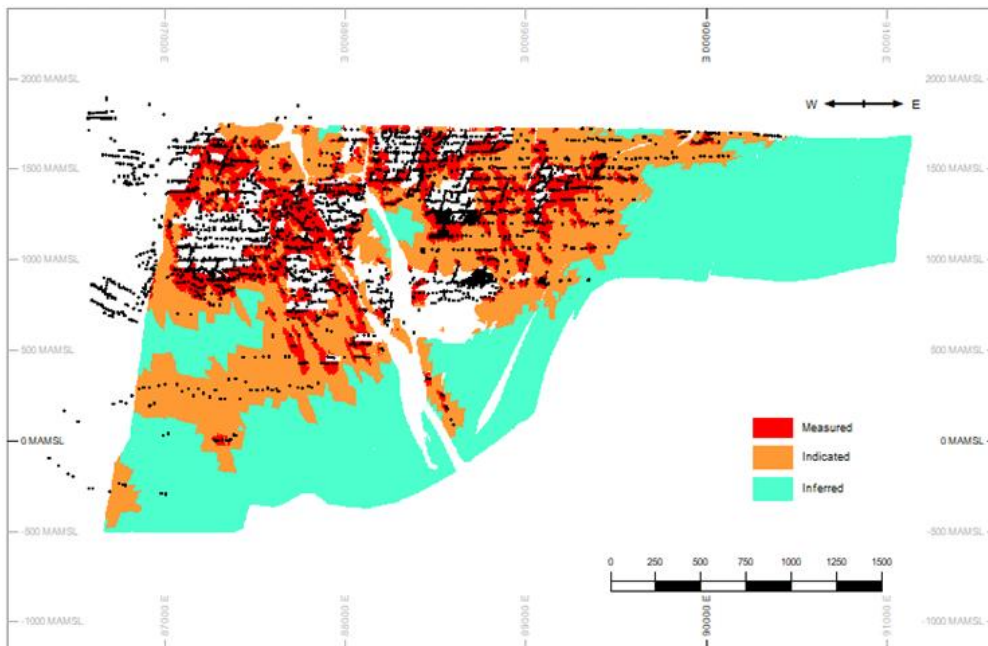 87000 E
88000 E
89000 E
90000 E
91000 E
2000 MAMSL
2000 MAMSL
W E
1500 MAMSL
1500 MAMSL
1000 MAMSL
1000 MAMSL
500 MAMSL
500 MAMSL
Measured
0 MAMSL
0 MAMSL
Indicated
Inferred
-500 MAMSL
-500 MAMSL
0 250 500 750 1000 1250 1500
-1000 MAMSL
-1000 MAMSL
87000 E
88000 E
89000 E
90000 E
91000 E